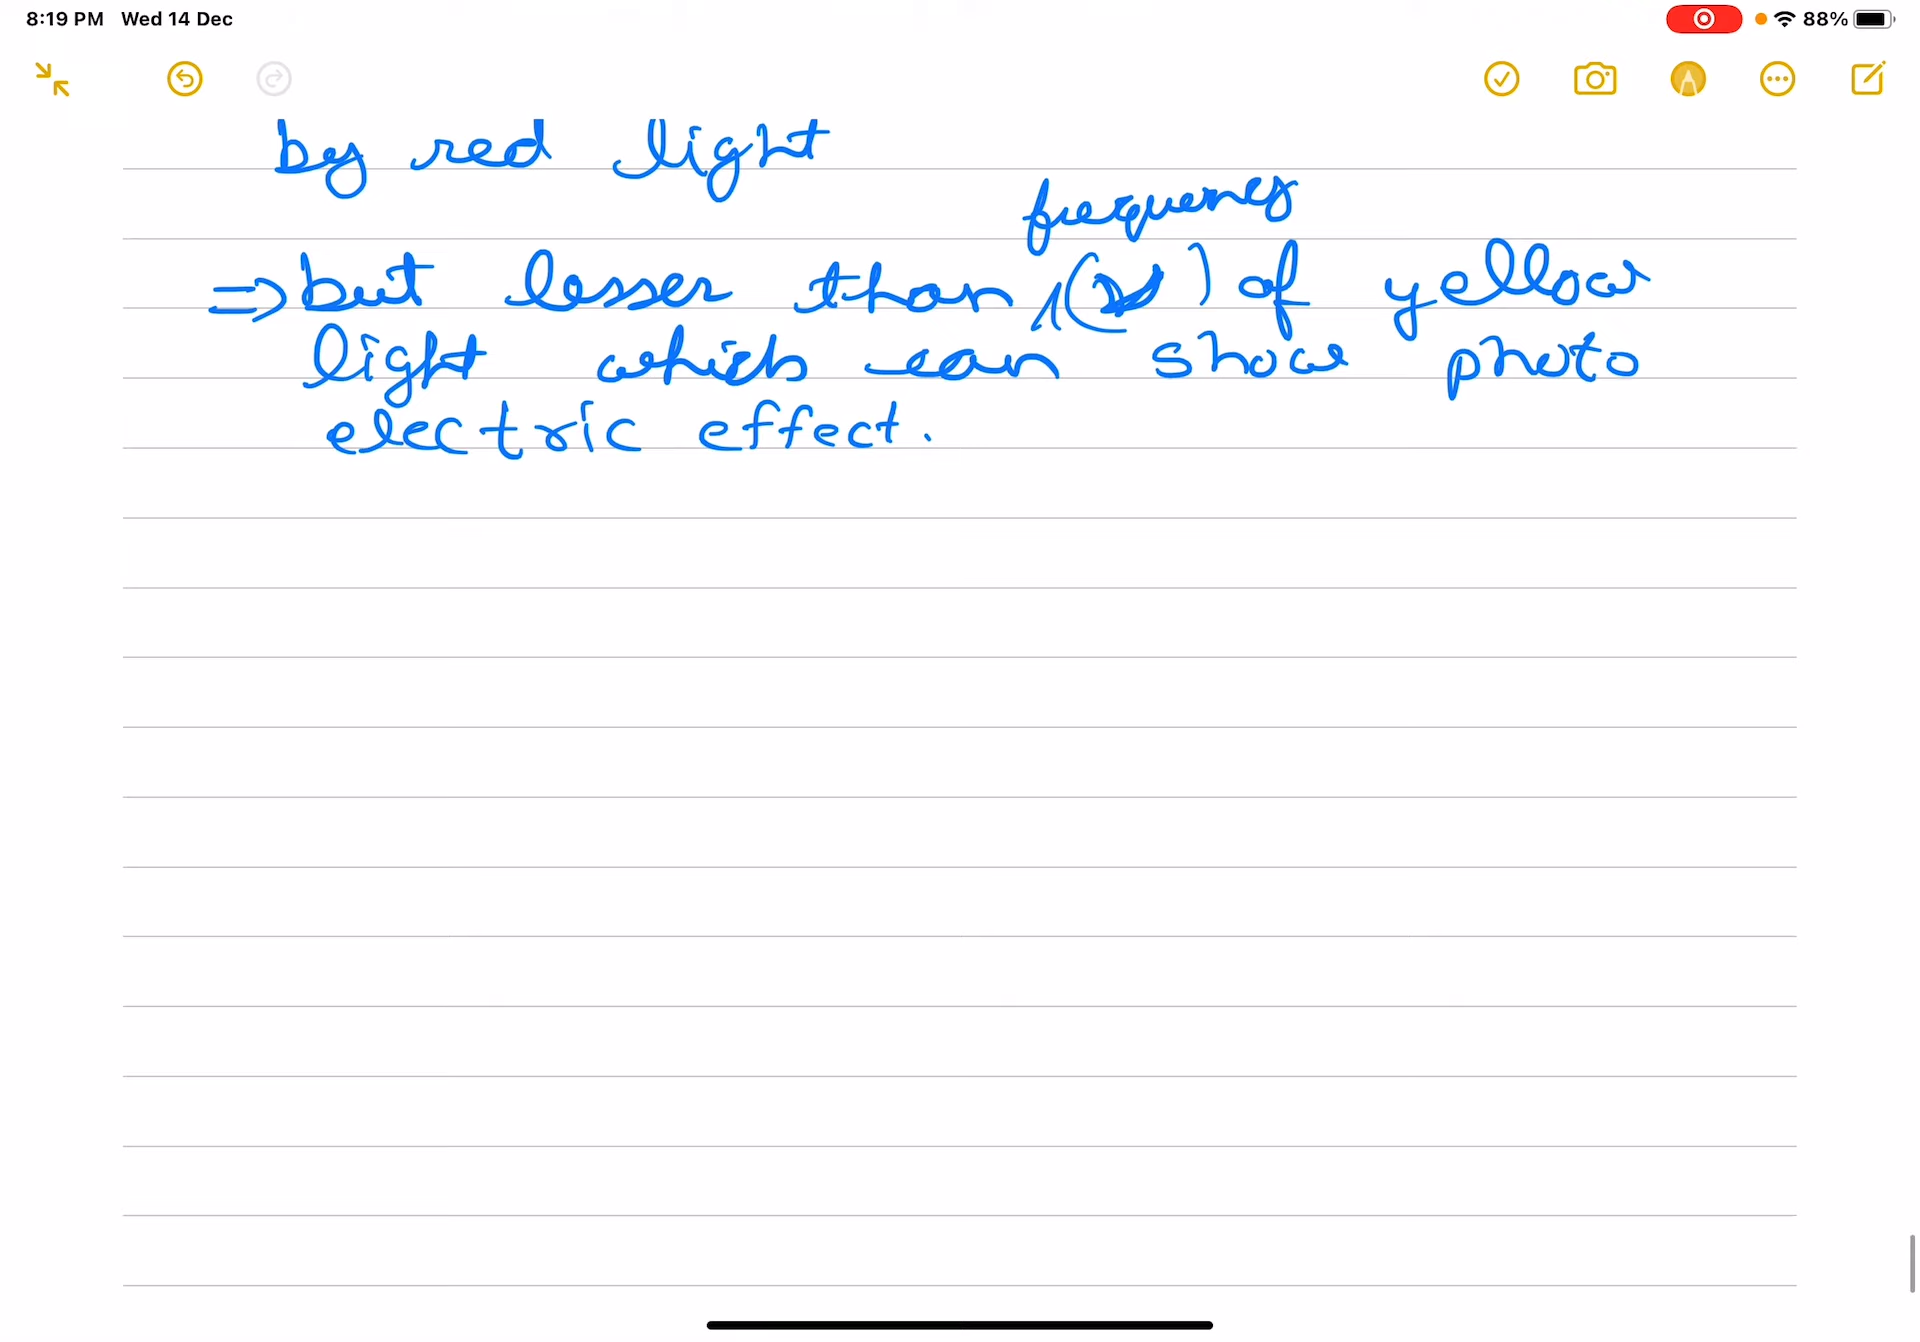 8:19 PM Wed 14 Dec 88%
by red light
frequency
⇒ but lesser than ( ) of yellow
light which can show photo
electric effect.